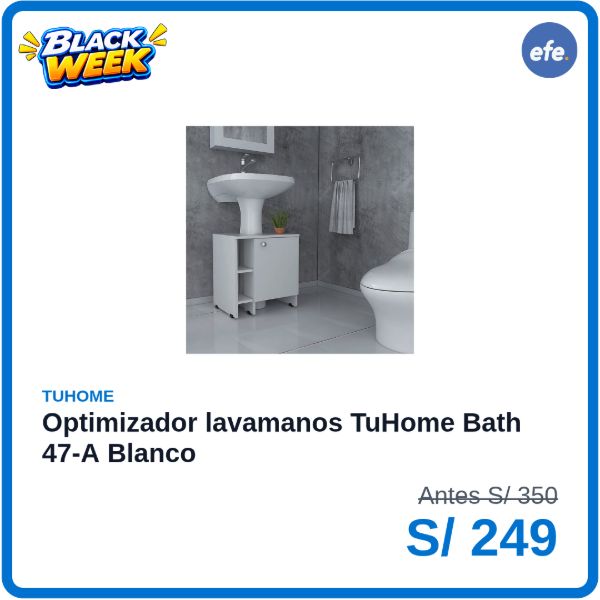 BLACK
WEEK
efe.
TUHOME
Optimizador lavamanos TuHome Bath
47-A Blanco
Antes S/ 350
S/ 249